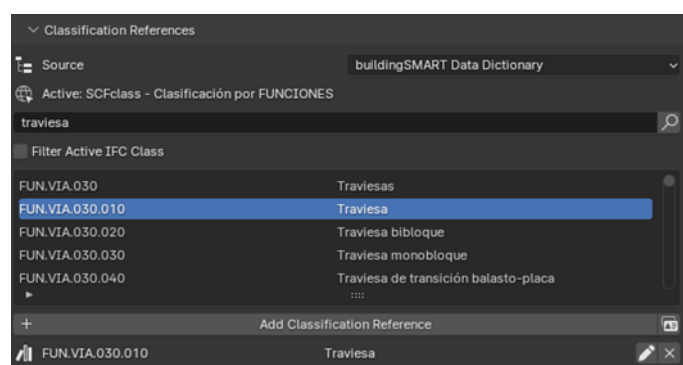 Classification References
Source buildingSMART Data Dictionary
Active: SCFclass - Clasificación por FUNCIONES
traviesa
Filter Active IFC Class
FUN.VIA.030 Traviesas
FUN.VIA.030.010 Traviesa
FUN.VIA.030.020 Traviesa bibloque
FUN.VIA.030.030 Traviesa monobloque
FUN.VIA.030.040 Traviesa de transición balasto-placa
Add Classification Reference
FUN.VIA.030.010 Traviesa